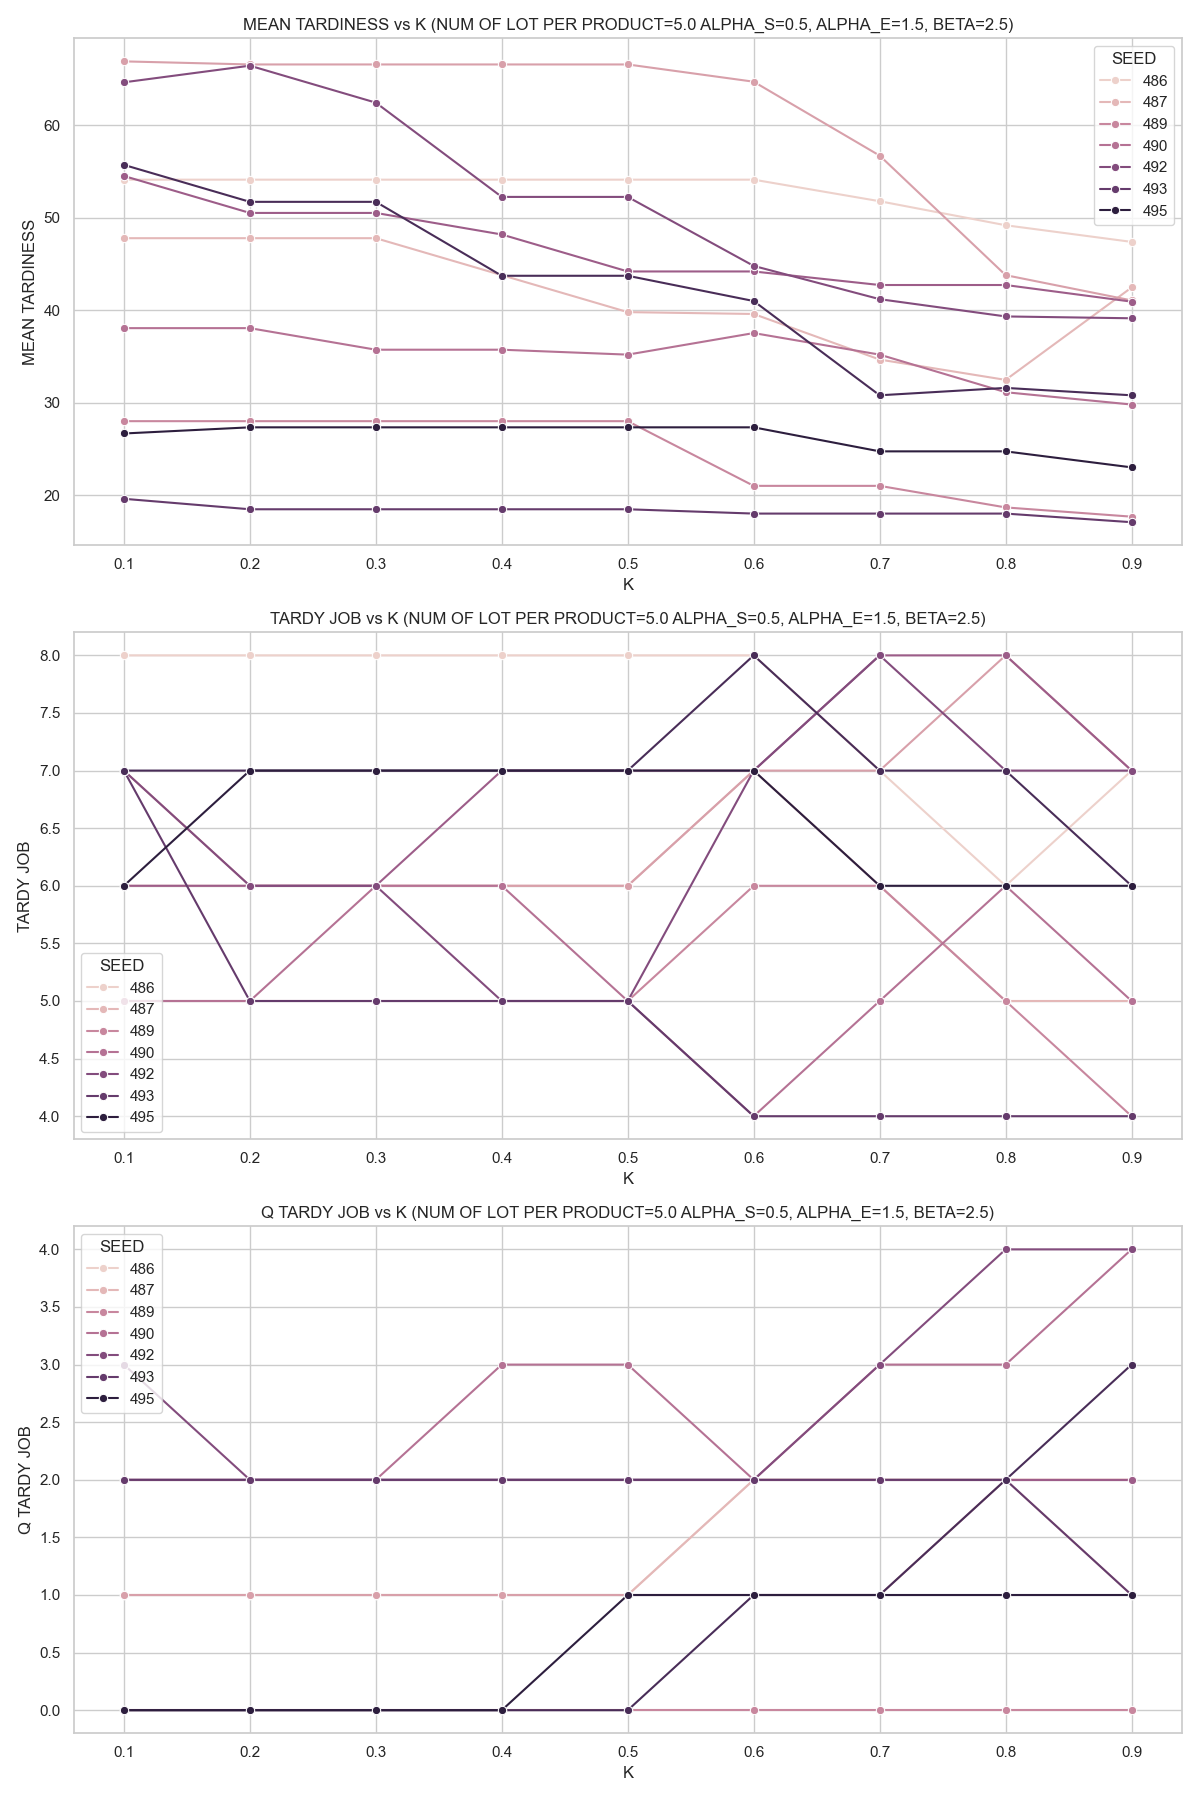 MEAN TARDINESS vs K (NUM OF LOT PER PRODUCT=5.0 ALPHA_S=0.5, ALPHA_E=1.5, BETA=2.5)
MEAN TARDINESS
60
50
40
30
20
SEED
486
487
489
490
492
493
495
0.1 0.2 0.3 0.4 0.5 0.6 0.7 0.8 0.9
K
TARDY JOB vs K (NUM OF LOT PER PRODUCT=5.0 ALPHA_S=0.5, ALPHA_E=1.5, BETA=2.5)
TARDY JOB
8.0
7.5
7.0
6.5
6.0
5.5
5.0
4.5
4.0
SEED
486
487
489
490
492
493
495
0.1 0.2 0.3 0.4 0.5 0.6 0.7 0.8 0.9
K
Q TARDY JOB vs K (NUM OF LOT PER PRODUCT=5.0 ALPHA_S=0.5, ALPHA_E=1.5, BETA=2.5)
Q TARDY JOB
4.0
3.5
3.0
2.5
2.0
1.5
1.0
0.5
0.0
SEED
486
487
489
490
492
493
495
0.1 0.2 0.3 0.4 0.5 0.6 0.7 0.8 0.9
K